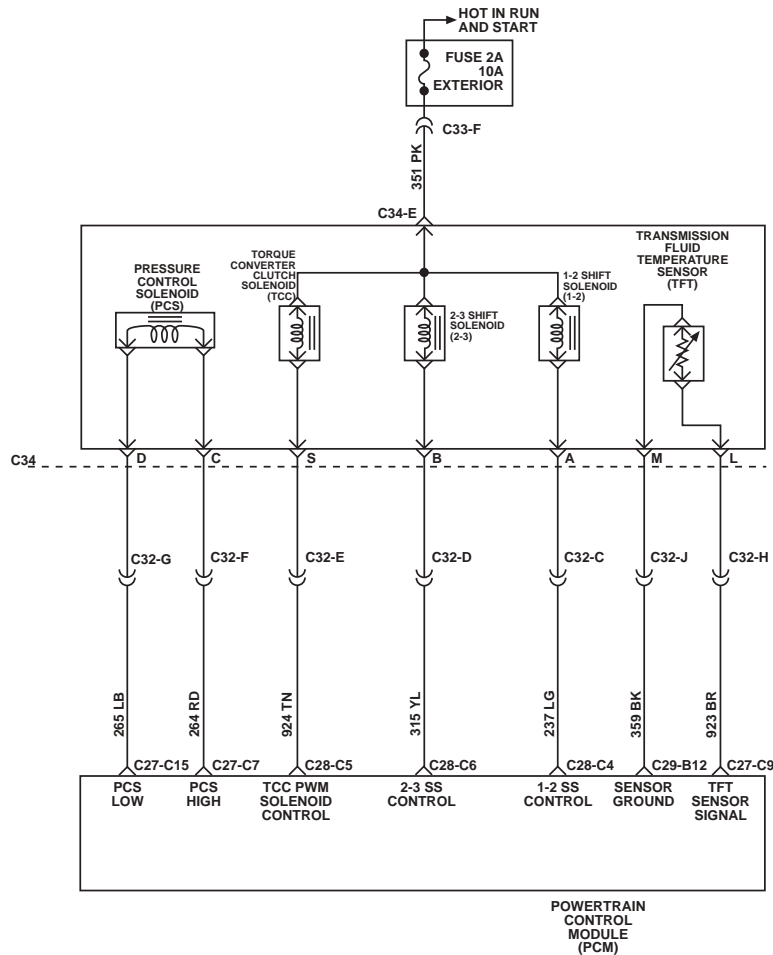 HOT IN RUN
AND START
FUSE 2A
10A
EXTERIOR
C33-F
351 PK
C34-E
PRESSURE
CONTROL
SOLENOID
(PCS)
TORQUE
CONVERTER
CLUTCH
SOLENOID
(TCC)
2-3 SHIFT
SOLENOID
(2-3)
1-2 SHIFT
SOLENOID
(1-2)
TRANSMISSION
FLUID
TEMPERATURE
SENSOR
(TFT)
C34
D
C
S
B
A
M
L
C32-G
C32-F
C32-E
C32-D
C32-C
C32-J
C32-H
265 LB
264 RD
924 TN
315 YL
237 LG
359 BK
923 BR
C27-C15
C27-C7
C28-C5
C28-C6
C28-C4
C29-B12
C27-C9
PCS
LOW
PCS
HIGH
TCC PWM
SOLENOID
CONTROL
2-3 SS
CONTROL
1-2 SS
CONTROL
SENSOR
GROUND
TFT
SENSOR
SIGNAL
POWERTRAIN
CONTROL
MODULE
(PCM)